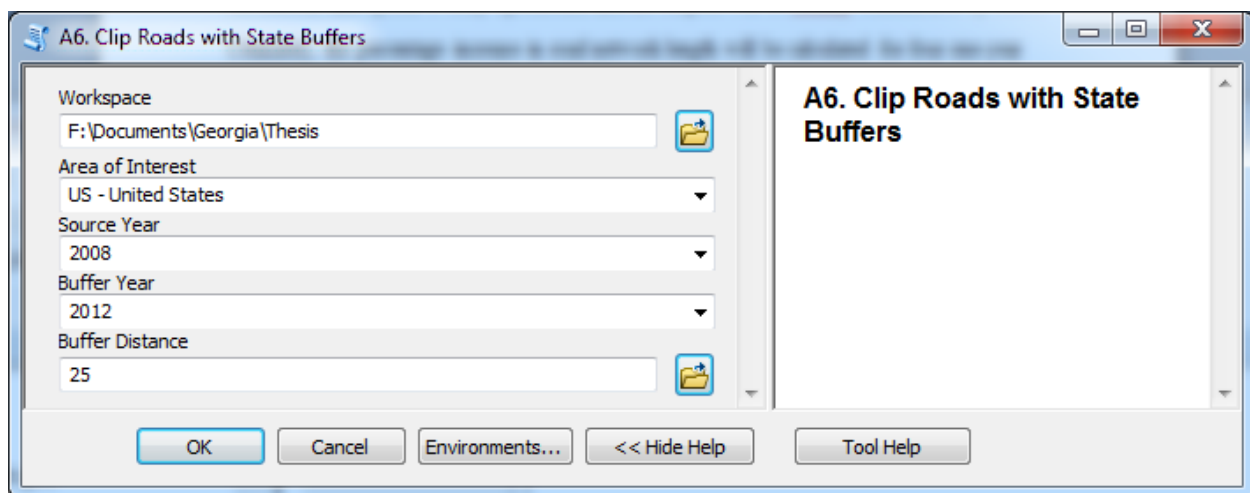 A6. Clip Roads with State Buffers
Workspace
F:\Documents\Georgia\Thesis
Area of Interest
US - United States
Source Year
2008
Buffer Year
2012
Buffer Distance
25
A6. Clip Roads with State
Buffers
OK
Cancel
Environments...
<< Hide Help
Tool Help